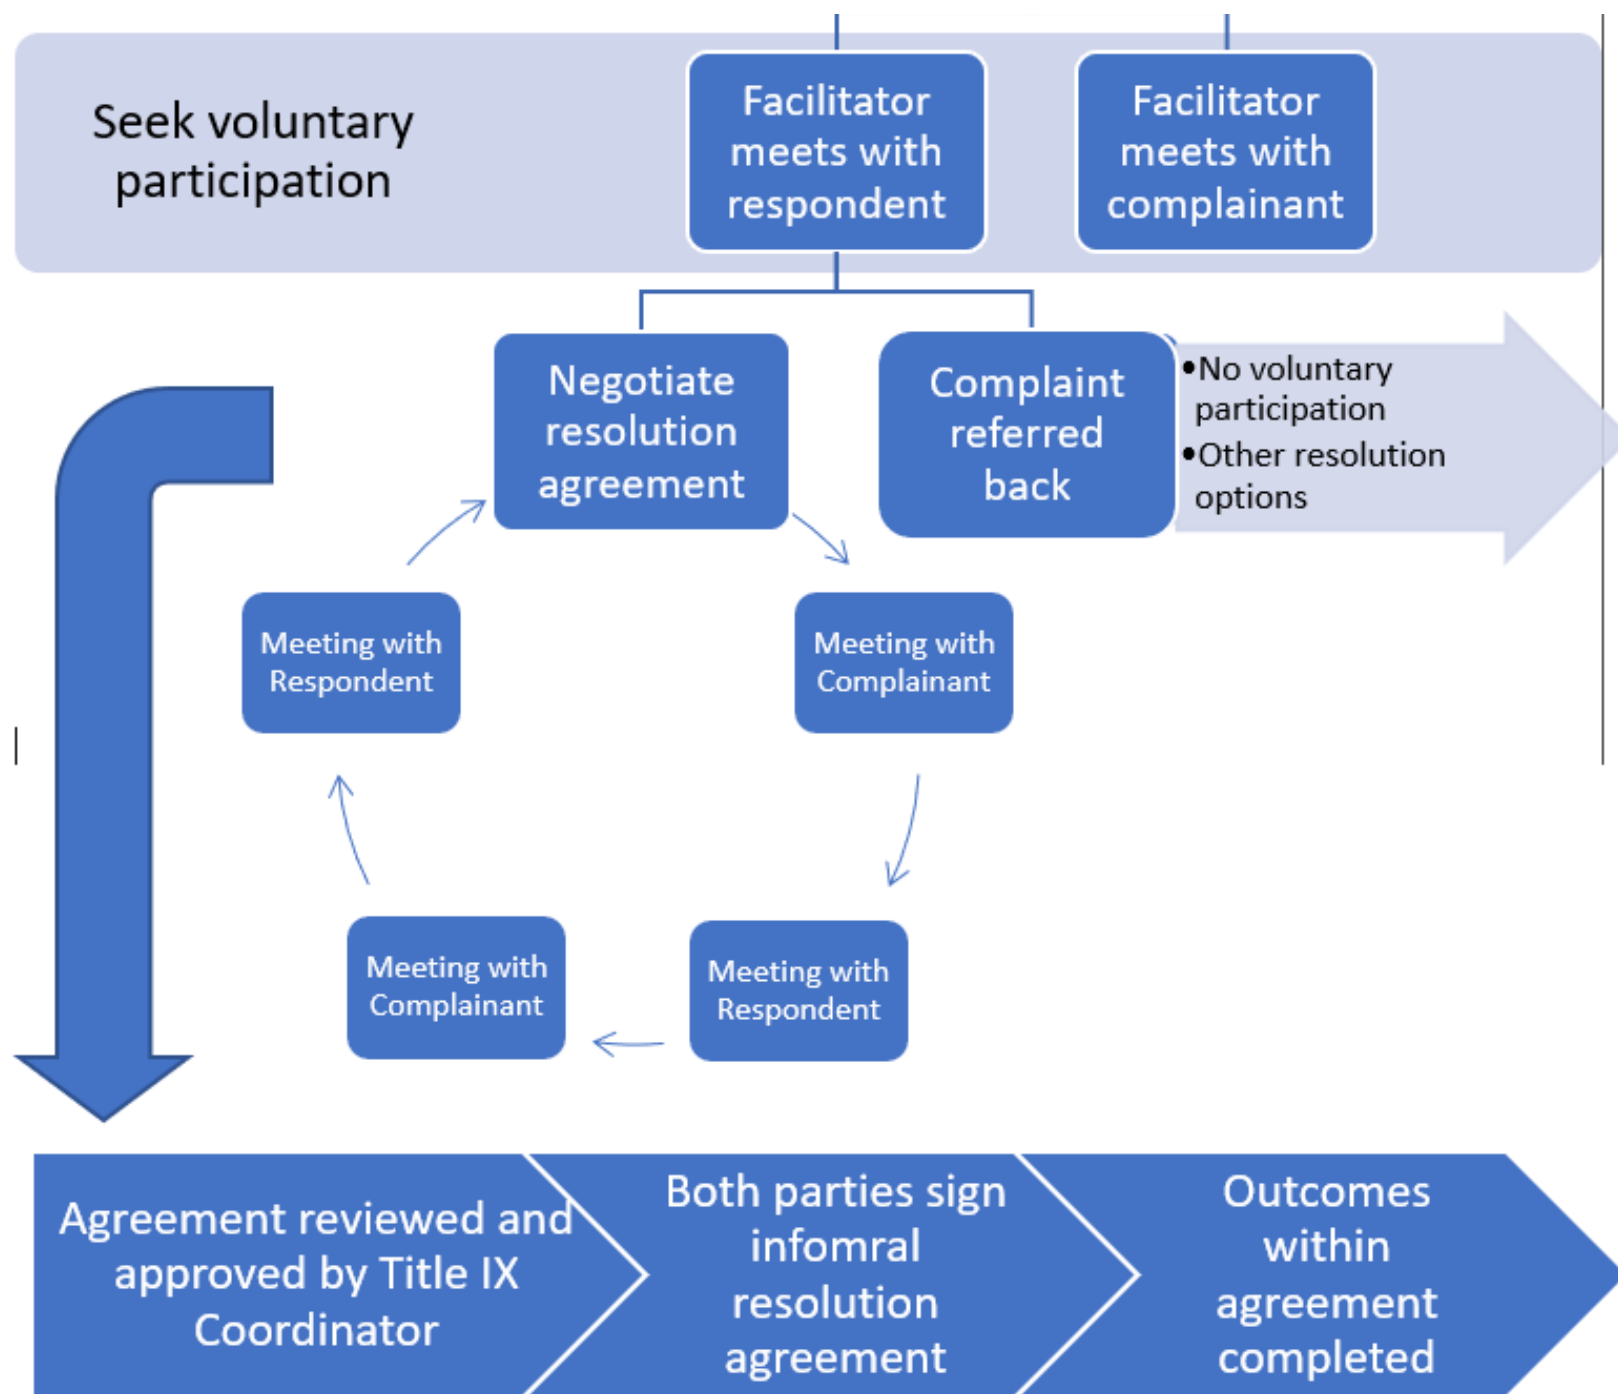 Seek voluntary
participation
Facilitator
meets with
respondent
Facilitator
meets with
complainant
Negotiate
resolution
agreement
Complaint
referred
back
•No voluntary
participation
•Other resolution
options
Meeting with
Respondent
Meeting with
Complainant
Meeting with
Complainant
Meeting with
Respondent
Agreement reviewed and
approved by Title IX
Coordinator
Both parties sign
infomral
resolution
agreement
Outcomes
within
agreement
completed